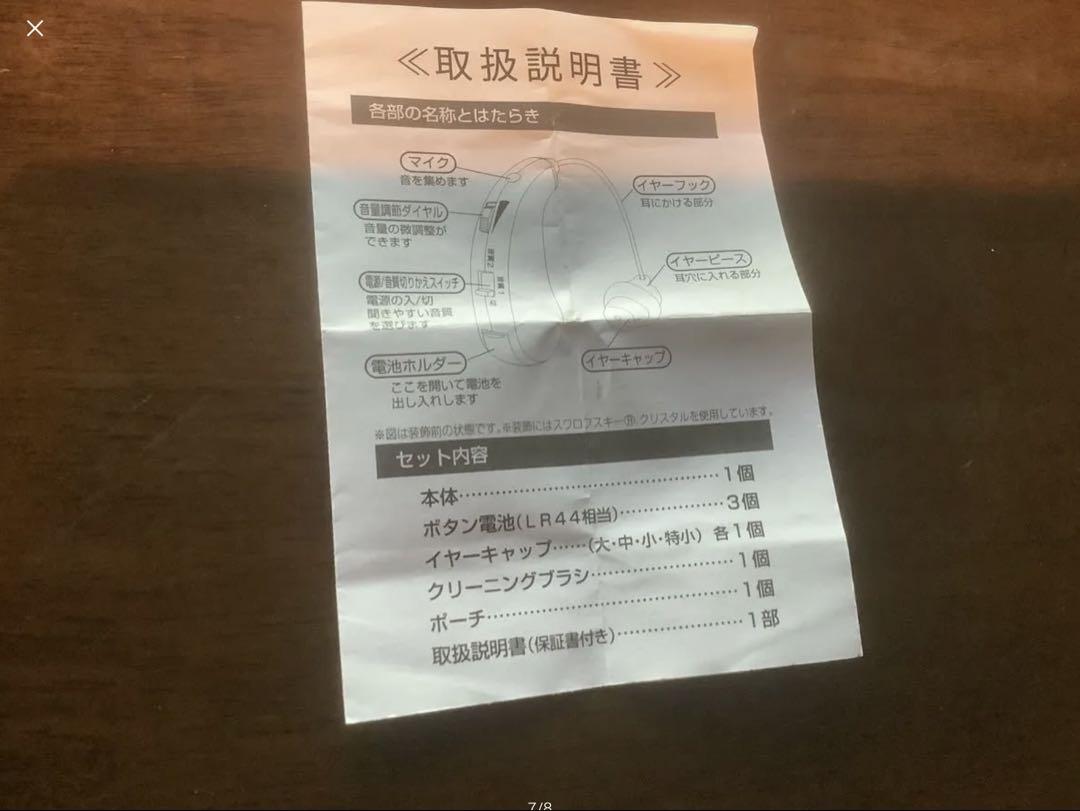 ≪取扱説明書≫
各部の名称とはたらき
マイク
音を集めます
音量調節ダイヤル
音量の微調整が
できます
音質2
音質1
切
電源/音質切りかえスイッチ
電源の入/切
聞きやすい音質
を選びます
電池ホルダー
ここを開いて電池を
出し入れします
イヤーフック
耳にかける部分
イヤーピース
耳穴に入れる部分
イヤーキャップ
※図は装飾前の状態です。※装飾にはスワロフスキー®クリスタルを使用しています。
セット内容
本体……………………………1個
ボタン電池(LR44相当)……………3個
イヤーキャップ……(大・中・小・特小) 各1個
クリーニングブラシ………………1個
ポーチ……………………………1個
取扱説明書(保証書付き)……………1部
7/8